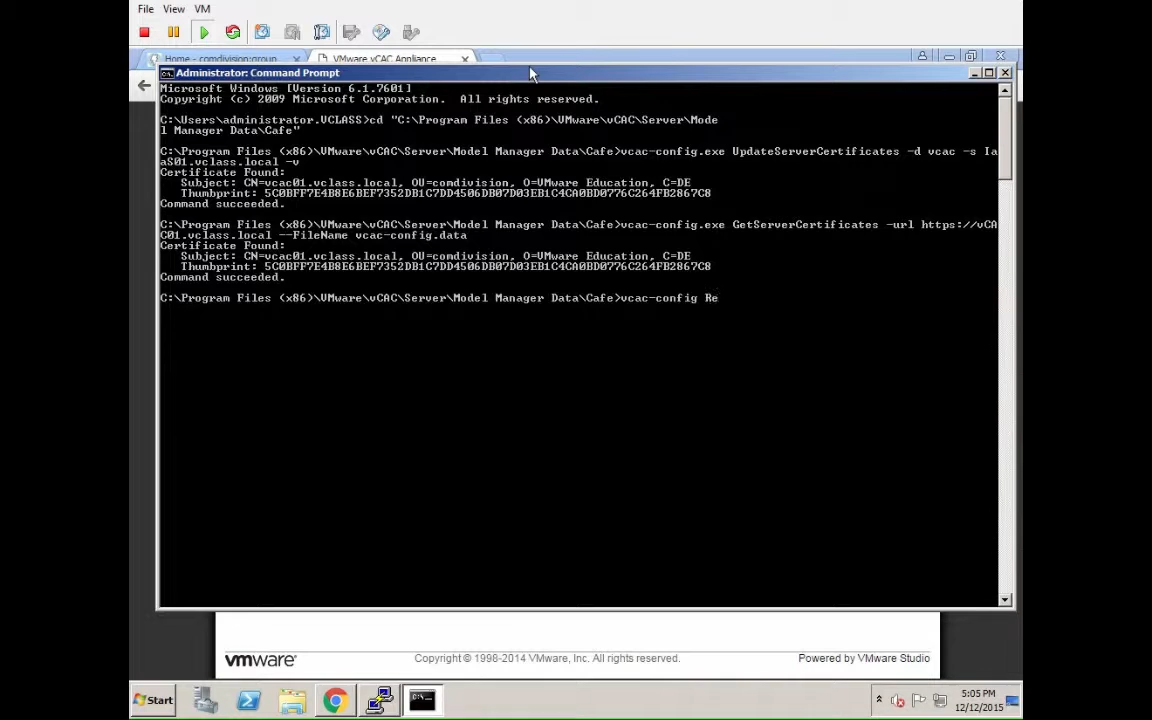 File View VM
Home - comdivision:group
VMware vCAC Appliance
Administrator: Command Prompt
Microsoft Windows [Version 6.1.7601]
Copyright (c) 2009 Microsoft Corporation.  All rights reserved.
C:\Users\administrator.VCLASS>cd "C:\Program Files (x86)\VMware\vCAC\Server\Mode
l Manager Data\Cafe"
C:\Program Files (x86)\VMware\vCAC\Server\Model Manager Data\Cafe>vcac-config.exe UpdateServerCertificates -d vcac -s Ia
aS01.vclass.local -v
Certificate Found:
Subject: CN=vcac01.vclass.local, OU=comdivision, O=VMware Education, C=DE
Thumbprint: 5C0BFF7E4B8E6BEF7352DB1C7DD4506DB07D03EB1C4CA0BD0776C264FB2867C8
Command succeeded.
C:\Program Files (x86)\VMware\vCAC\Server\Model Manager Data\Cafe>vcac-config.exe GetServerCertificates -url https://vCA
C01.vclass.local --FileName vcac-config.data
Certificate Found:
Subject: CN=vcac01.vclass.local, OU=comdivision, O=VMware Education, C=DE
Thumbprint: 5C0BFF7E4B8E6BEF7352DB1C7DD4506DB07D03EB1C4CA0BD0776C264FB2867C8
Command succeeded.
C:\Program Files (x86)\VMware\vCAC\Server\Model Manager Data\Cafe>vcac-config Re
vmware®
Copyright © 1998-2014 VMware, Inc. All rights reserved.
Powered by VMware Studio
Start
5:05 PM
12/12/2015